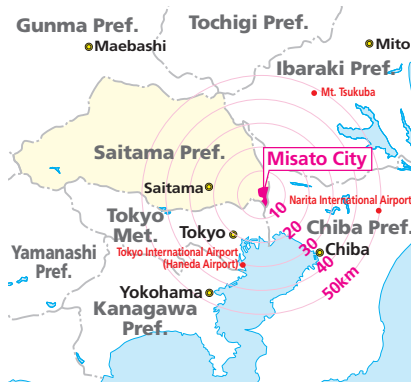 Gunma Pref.
Tochigi Pref.
Maebashi
Mito
Ibaraki Pref.
Mt. Tsukuba
Saitama Pref.
Misato City
Saitama
Narita International Airport
10
20
30
40
50km
Tokyo
Met.
Tokyo
Chiba Pref.
Chiba
Yamanashi
Pref.
Tokyo International Airport
(Haneda Airport)
Yokohama
Kanagawa
Pref.